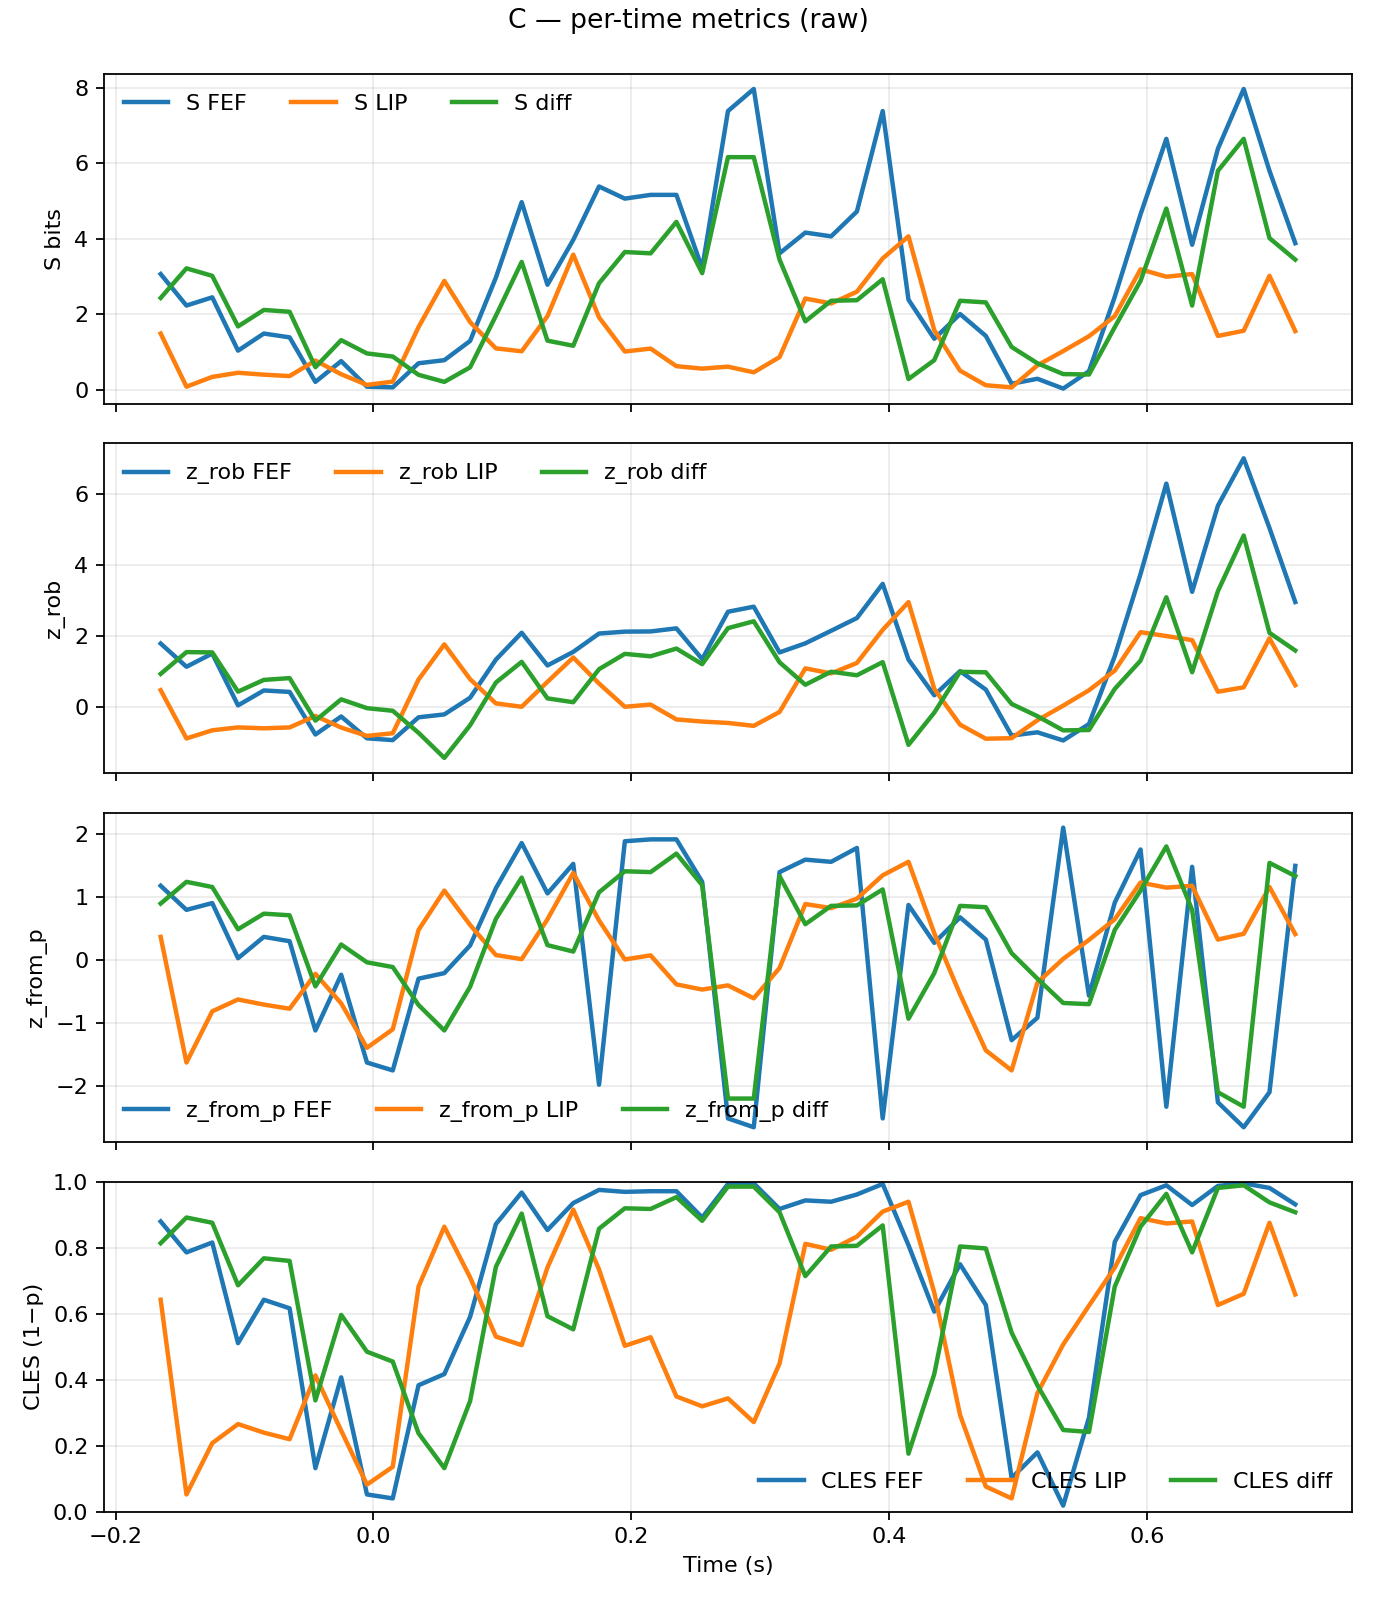 C — per-time metrics (raw)
S FEF S LIP S diff
8
6
4
2
0
S bits
z_rob FEF z_rob LIP z_rob diff
6
4
2
0
z_rob
2
1
0
−1
−2
z_from_p
z_from_p FEF z_from_p LIP z_from_p diff
1.0
0.8
0.6
0.4
0.2
0.0
CLES (1−p)
CLES FEF CLES LIP CLES diff
−0.2 0.0 0.2 0.4 0.6
Time (s)